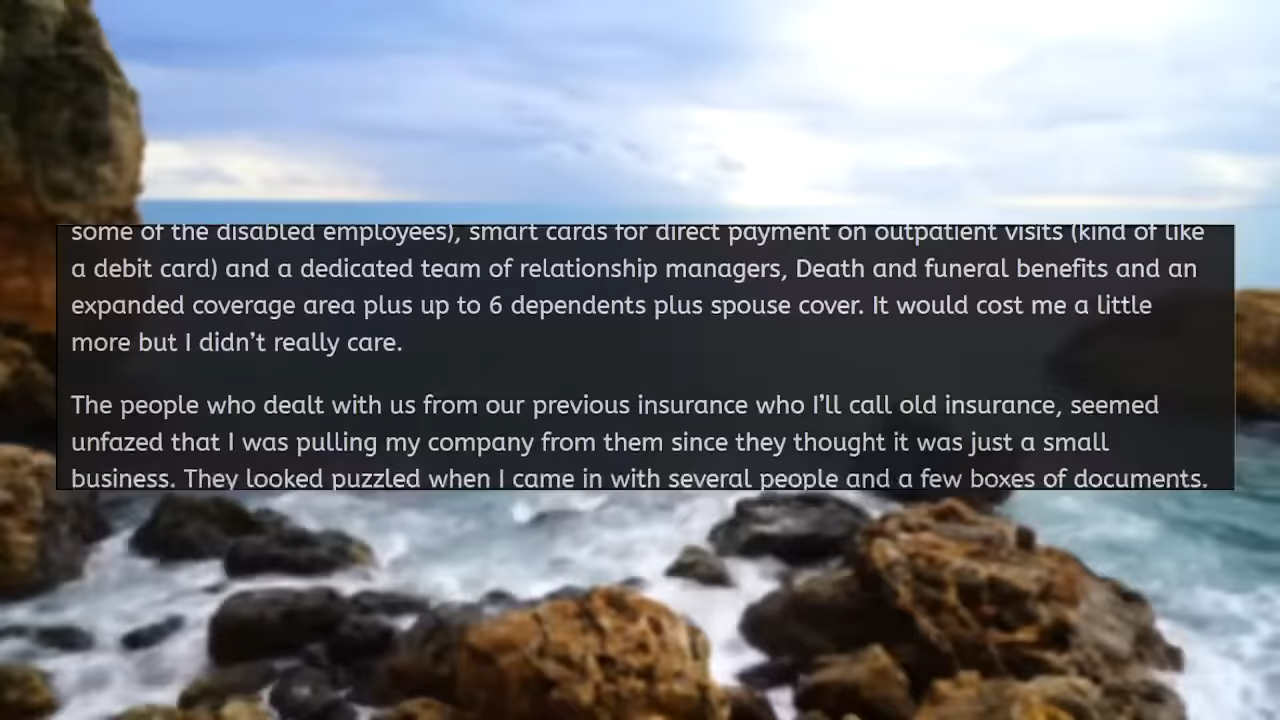 some of the disabled employees), smart cards for direct payment on outpatient visits (kind of like
a debit card) and a dedicated team of relationship managers, Death and funeral benefits and an
expanded coverage area plus up to 6 dependents plus spouse cover. It would cost me a little
more but I didn’t really care.
The people who dealt with us from our previous insurance who I’ll call old insurance, seemed
unfazed that I was pulling my company from them since they thought it was just a small
business. They looked puzzled when I came in with several people and a few boxes of documents.